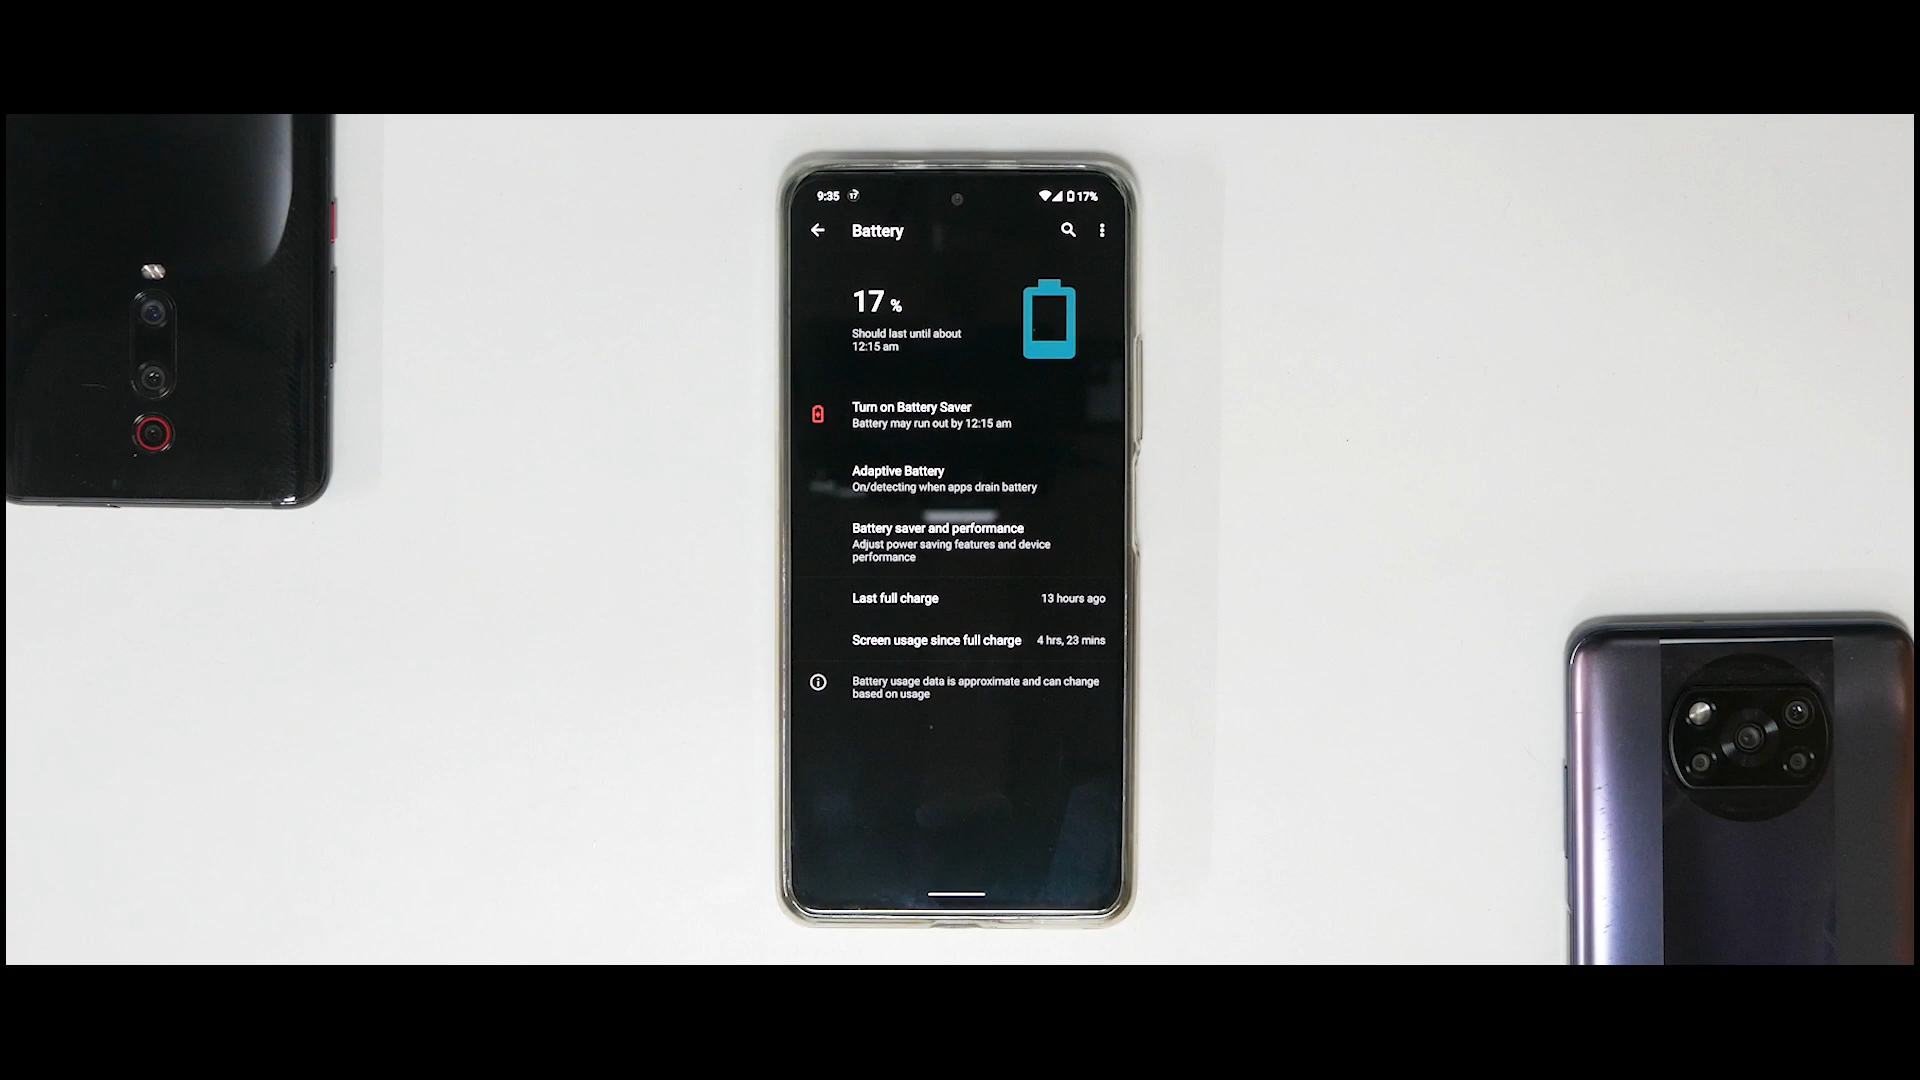 9:35 17 17%
Battery
17 %
Should last until about
12:15 am
Turn on Battery Saver
Battery may run out by 12:15 am
Adaptive Battery
On/detecting when apps drain battery
Battery saver and performance
Adjust power saving features and device
performance
Last full charge 13 hours ago
Screen usage since full charge 4 hrs, 23 mins
Battery usage data is approximate and can change
based on usage